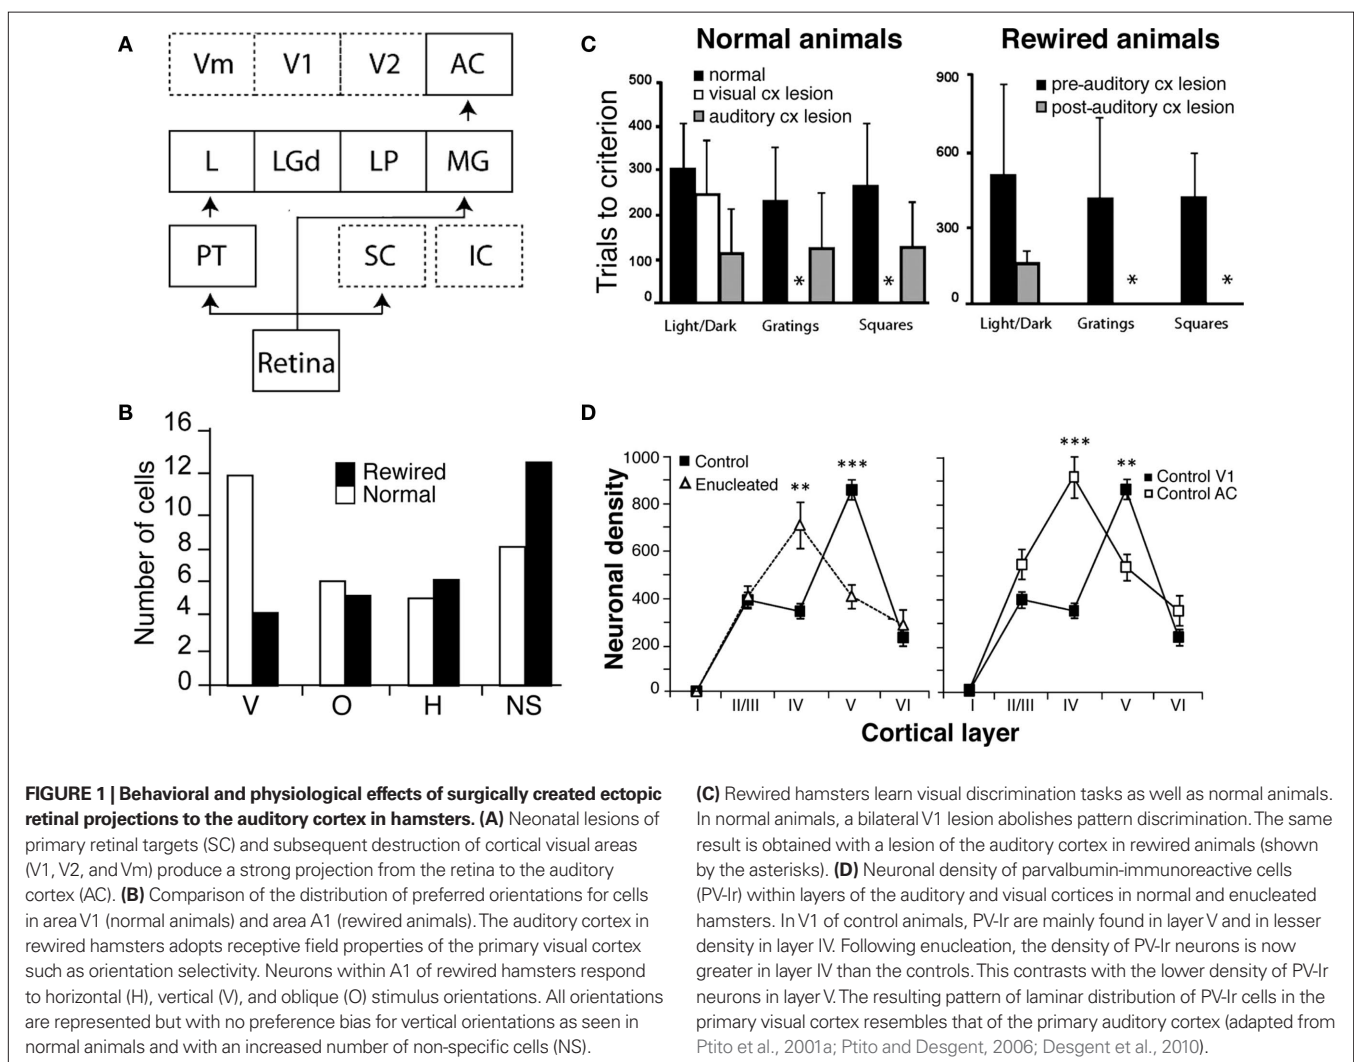 A
Vm V1 V2 AC
L LGd LP MG
PT SC IC
Retina
B
16
12
10
8
6
4
2
0
Number of cells
Rewired
Normal
V O H NS
C
Normal animals
normal
visual cx lesion
auditory cx lesion
500
400
300
200
100
0
Trials to criterion
* *
Light/Dark Gratings Squares
Rewired animals
pre-auditory cx lesion
post-auditory cx lesion
900
600
300
0
* *
Light/Dark Gratings Squares
D
1000
800
600
400
200
0
Neuronal density
Control
Enucleated
** ***
I II/III IV V VI
*** **
Control V1
Control AC
I II/III IV V VI
Cortical layer
FIGURE 1 | Behavioral and physiological effects of surgically created ectopic
retinal projections to the auditory cortex in hamsters. (A) Neonatal lesions of
primary retinal targets (SC) and subsequent destruction of cortical visual areas
(V1, V2, and Vm) produce a strong projection from the retina to the auditory
cortex (AC). (B) Comparison of the distribution of preferred orientations for cells
in area V1 (normal animals) and area A1 (rewired animals). The auditory cortex in
rewired hamsters adopts receptive field properties of the primary visual cortex
such as orientation selectivity. Neurons within A1 of rewired hamsters respond
to horizontal (H), vertical (V), and oblique (O) stimulus orientations. All orientations
are represented but with no preference bias for vertical orientations as seen in
normal animals and with an increased number of non-specific cells (NS).
(C) Rewired hamsters learn visual discrimination tasks as well as normal animals.
In normal animals, a bilateral V1 lesion abolishes pattern discrimination. The same
result is obtained with a lesion of the auditory cortex in rewired animals (shown
by the asterisks). (D) Neuronal density of parvalbumin-immunoreactive cells
(PV-Ir) within layers of the auditory and visual cortices in normal and enucleated
hamsters. In V1 of control animals, PV-Ir are mainly found in layer V and in lesser
density in layer IV. Following enucleation, the density of PV-Ir neurons is now
greater in layer IV than the controls. This contrasts with the lower density of PV-Ir
neurons in layer V. The resulting pattern of laminar distribution of PV-Ir cells in the
primary visual cortex resembles that of the primary auditory cortex (adapted from
Ptito et al., 2001a; Ptito and Desgent, 2006; Desgent et al., 2010).